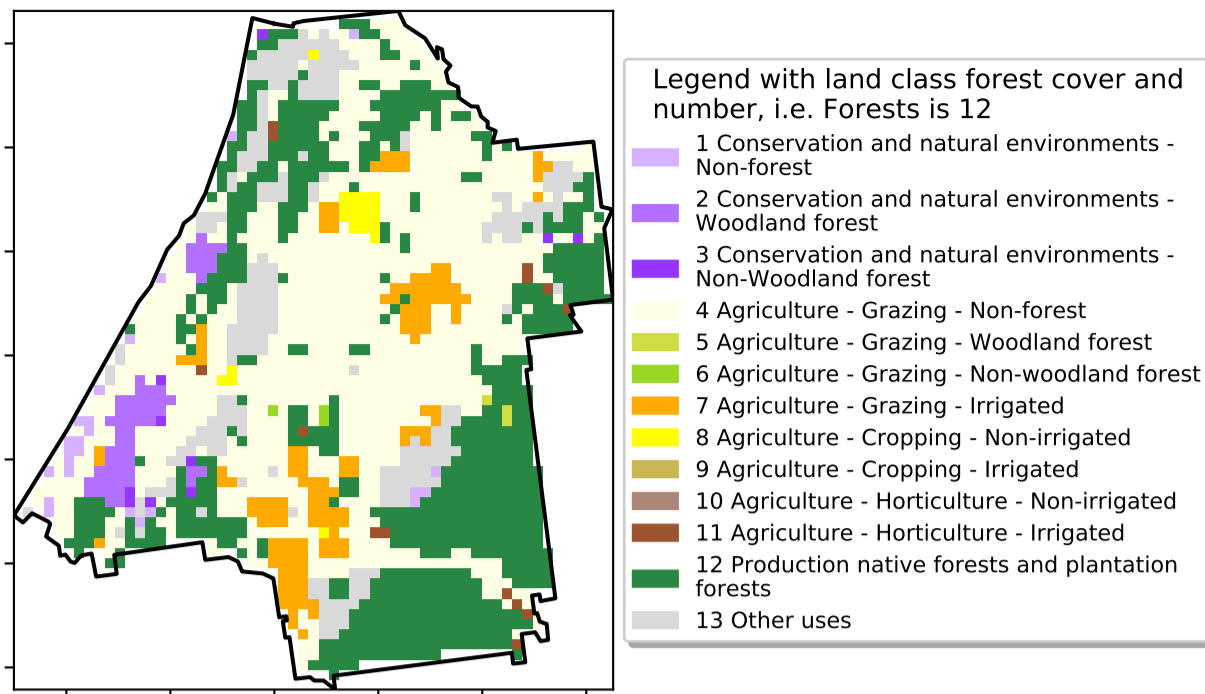 Legend with land class forest cover and
number, i.e. Forests is 12
1 Conservation and natural environments -
Non-forest
2 Conservation and natural environments -
Woodland forest
3 Conservation and natural environments -
Non-Woodland forest
4 Agriculture - Grazing - Non-forest
5 Agriculture - Grazing - Woodland forest
6 Agriculture - Grazing - Non-woodland forest
7 Agriculture - Grazing - Irrigated
8 Agriculture - Cropping - Non-irrigated
9 Agriculture - Cropping - Irrigated
10 Agriculture - Horticulture - Non-irrigated
11 Agriculture - Horticulture - Irrigated
12 Production native forests and plantation
forests
13 Other uses